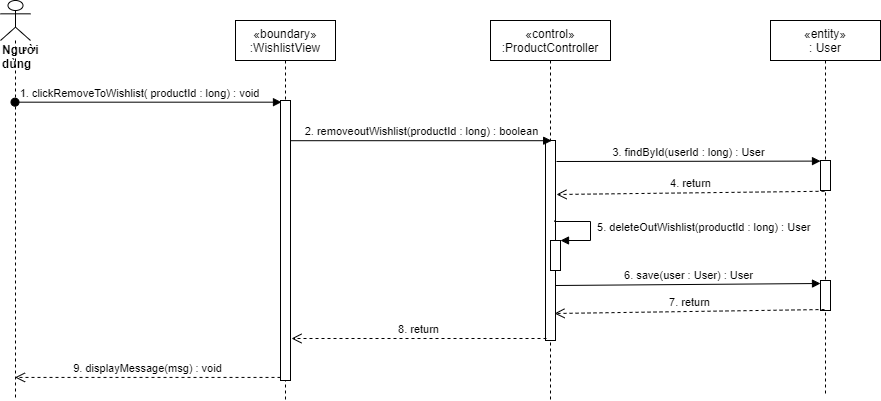 «boundary»
:WishlistView
«control»
:ProductController
«entity»
: User
Người
dùng
1. clickRemoveToWishlist( productId : long) : void
2. removeoutWishlist(productId : long) : boolean
3. findById(userId : long) : User
4. return
5. deleteOutWishlist(productId : long) : User
6. save(user : User) : User
7. return
8. return
9. displayMessage(msg) : void